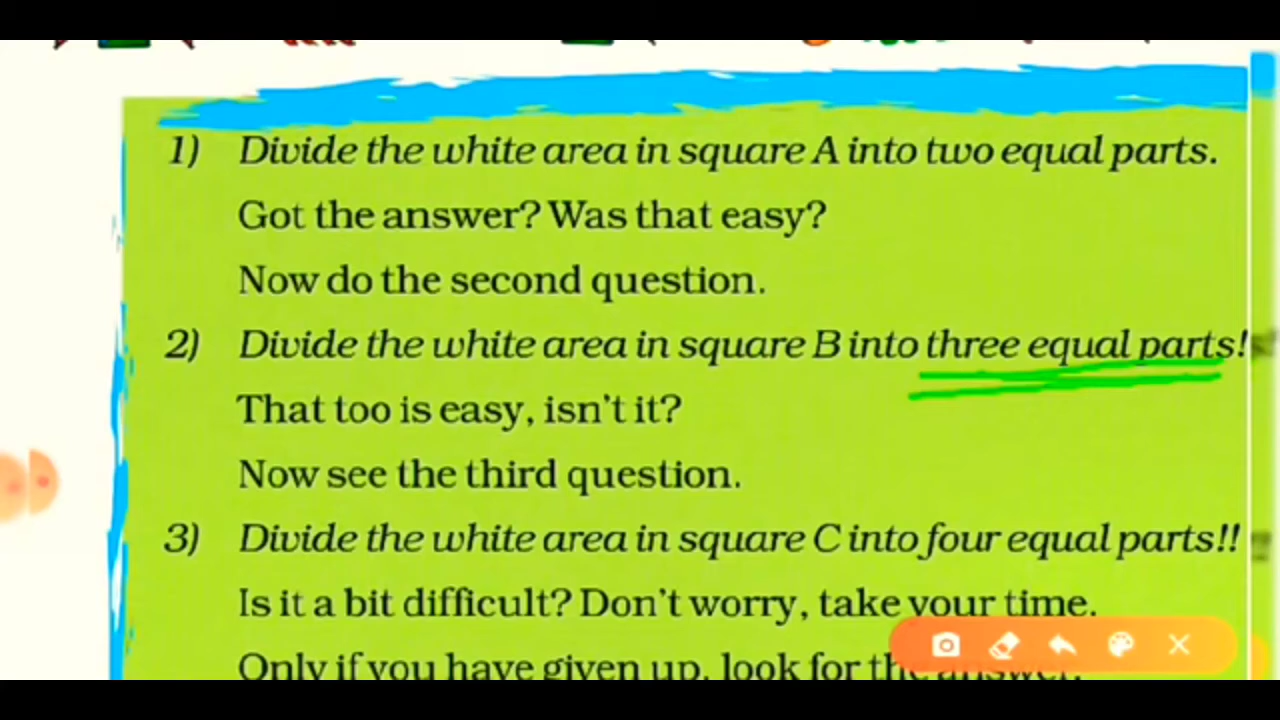 1) Divide the white area in square A into two equal parts.
Got the answer? Was that easy?
Now do the second question.
2) Divide the white area in square B into three equal parts!
That too is easy, isn't it?
Now see the third question.
3) Divide the white area in square C into four equal parts!!
Is it a bit difficult? Don't worry, take your time.
Only if you have given up, look for the answer.